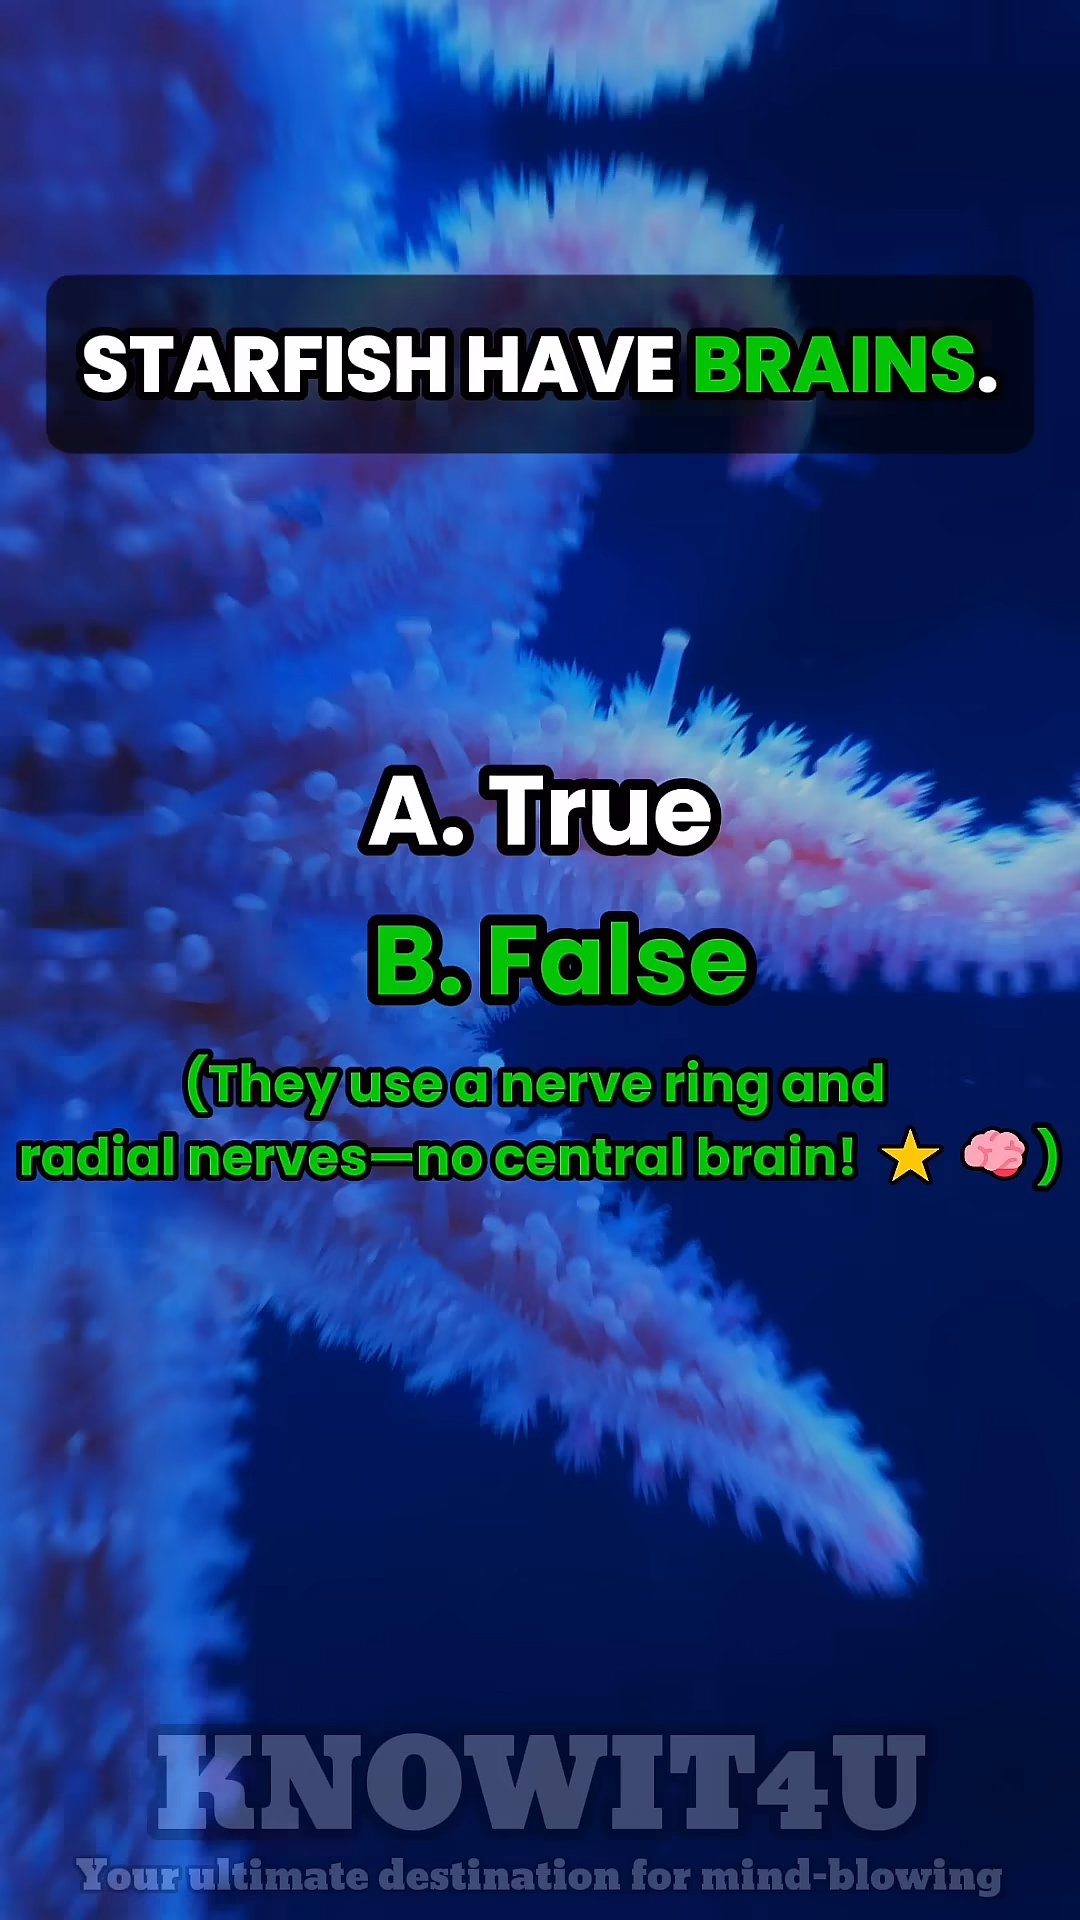 STARFISH HAVE BRAINS.
A. True
B. False
(They use a nerve ring and
radial nerves—no central brain! ⭐ 🧠)
KNOWIT4U
Your ultimate destination for mind-blowing